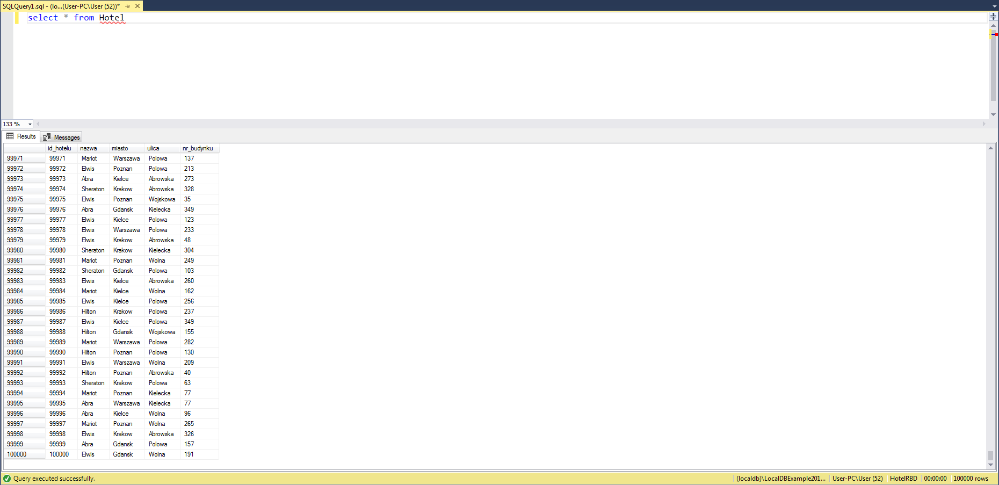 SQLQuery1.sql - (lo...(User-PC\User (52))*
select * from Hotel
133 %
Results Messages
id_hotelu nazwa miasto ulica nr_budynku
99971 99971 Mariot Warszawa Polowa 137
99972 99972 Elwis Poznan Polowa 213
99973 99973 Abra Kielce Abrowska 273
99974 99974 Sheraton Krakow Abrowska 328
99975 99975 Elwis Poznan Wojskowa 35
99976 99976 Abra Gdansk Kielecka 349
99977 99977 Elwis Kielce Polowa 123
99978 99978 Elwis Warszawa Polowa 233
99979 99979 Elwis Krakow Abrowska 48
99980 99980 Sheraton Krakow Kielecka 304
99981 99981 Mariot Poznan Wolna 249
99982 99982 Sheraton Gdansk Polowa 103
99983 99983 Elwis Kielce Abrowska 260
99984 99984 Mariot Kielce Wolna 162
99985 99985 Elwis Kielce Polowa 256
99986 99986 Hilton Krakow Polowa 237
99987 99987 Elwis Kielce Polowa 349
99988 99988 Hilton Gdansk Wojskowa 155
99989 99989 Mariot Warszawa Polowa 282
99990 99990 Hilton Poznan Polowa 130
99991 99991 Elwis Warszawa Wolna 209
99992 99992 Hilton Poznan Abrowska 40
99993 99993 Sheraton Krakow Polowa 63
99994 99994 Mariot Poznan Kielecka 77
99995 99995 Abra Warszawa Kielecka 77
99996 99996 Abra Kielce Wolna 96
99997 99997 Mariot Poznan Wolna 265
99998 99998 Elwis Krakow Abrowska 326
99999 99999 Abra Gdansk Polowa 157
100000 100000 Elwis Gdansk Wolna 191
Query executed successfully. (localdb)\LocalDBExample201... User-PC\User (52) HotelRBD 00:00:00 100000 rows